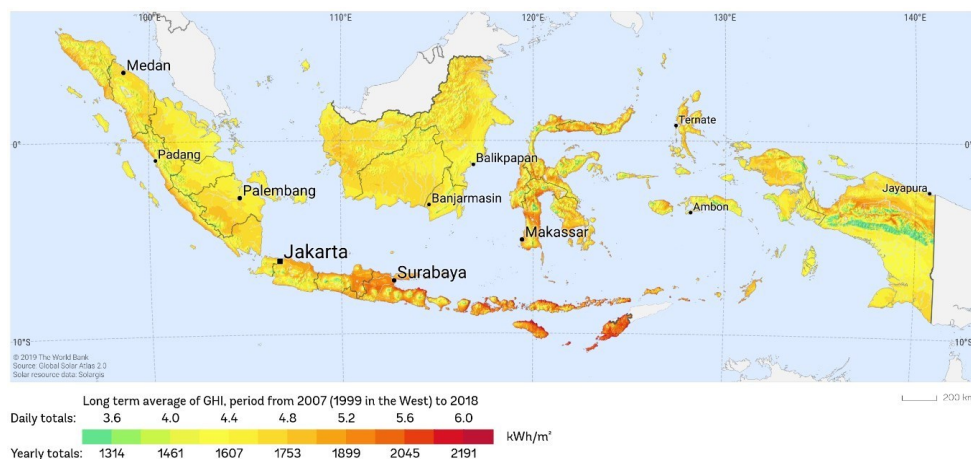 100°E 110°E 120°E 130°E 140°E
Medan
Ternate
0° 0°
Padang
Balikpapan
Palembang
Jayapura
Banjarmasin
Ambon
Makassar
Jakarta
Surabaya
10°S 10°S
© 2019 The World Bank
Source: Global Solar Atlas 2.0
Solar resource data: Solargis
200 km
Long term average of GHI, period from 2007 (1999 in the West) to 2018
Daily totals: 3.6 4.0 4.4 4.8 5.2 5.6 6.0
kWh/m²
Yearly totals: 1314 1461 1607 1753 1899 2045 2191